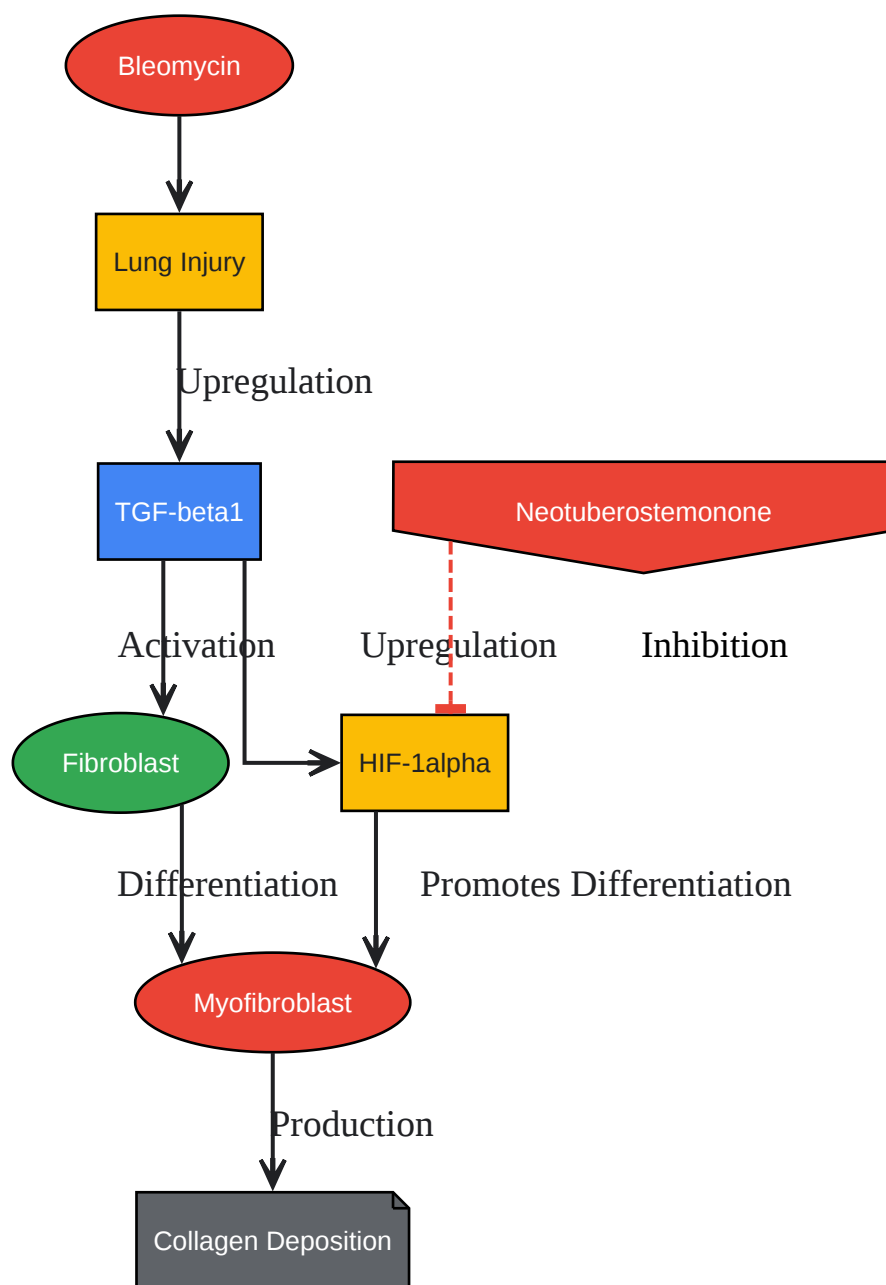 Bleomycin
Lung Injury
Upregulation
TGF-beta1
Neotuberostemonone
Activation
Upregulation
Inhibition
Fibroblast
HIF-1alpha
Differentiation
Promotes Differentiation
Myofibroblast
Production
Collagen Deposition